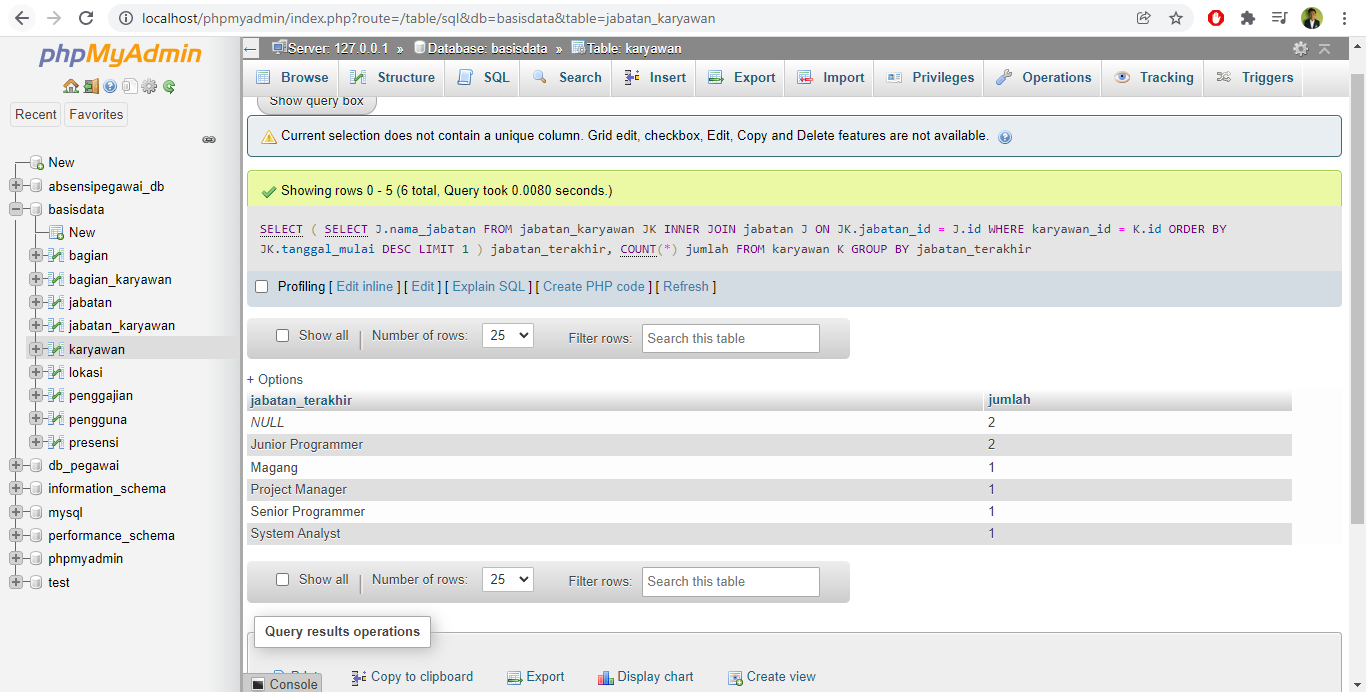 localhost/phpmyadmin/index.php?route=/table/sql&db=basisdata&table=jabatan_karyawan
phpMyAdmin
Recent Favorites
New
absensipegawai_db
basisdata
New
bagian
bagian_karyawan
jabatan
jabatan_karyawan
karyawan
lokasi
penggajian
pengguna
presensi
db_pegawai
information_schema
mysql
performance_schema
phpmyadmin
test
Server: 127.0.0.1 » Database: basisdata » Table: karyawan
Browse Structure SQL Search Insert Export Import Privileges Operations Tracking Triggers
Show query box
Current selection does not contain a unique column. Grid edit, checkbox, Edit, Copy and Delete features are not available.
Showing rows 0 - 5 (6 total, Query took 0.0080 seconds.)
SELECT ( SELECT J.nama_jabatan FROM jabatan_karyawan JK INNER JOIN jabatan J ON JK.jabatan_id = J.id WHERE karyawan_id = K.id ORDER BY
JK.tanggal_mulai DESC LIMIT 1 ) jabatan_terakhir, COUNT(*) jumlah FROM karyawan K GROUP BY jabatan_terakhir
Profiling [ Edit inline ] [ Edit ] [ Explain SQL ] [ Create PHP code ] [ Refresh ]
Show all | Number of rows: 25 Filter rows: Search this table
+ Options
jabatan_terakhir jumlah
NULL 2
Junior Programmer 2
Magang 1
Project Manager 1
Senior Programmer 1
System Analyst 1
Show all | Number of rows: 25 Filter rows: Search this table
Query results operations
Print Copy to clipboard Export Display chart Create view
Console